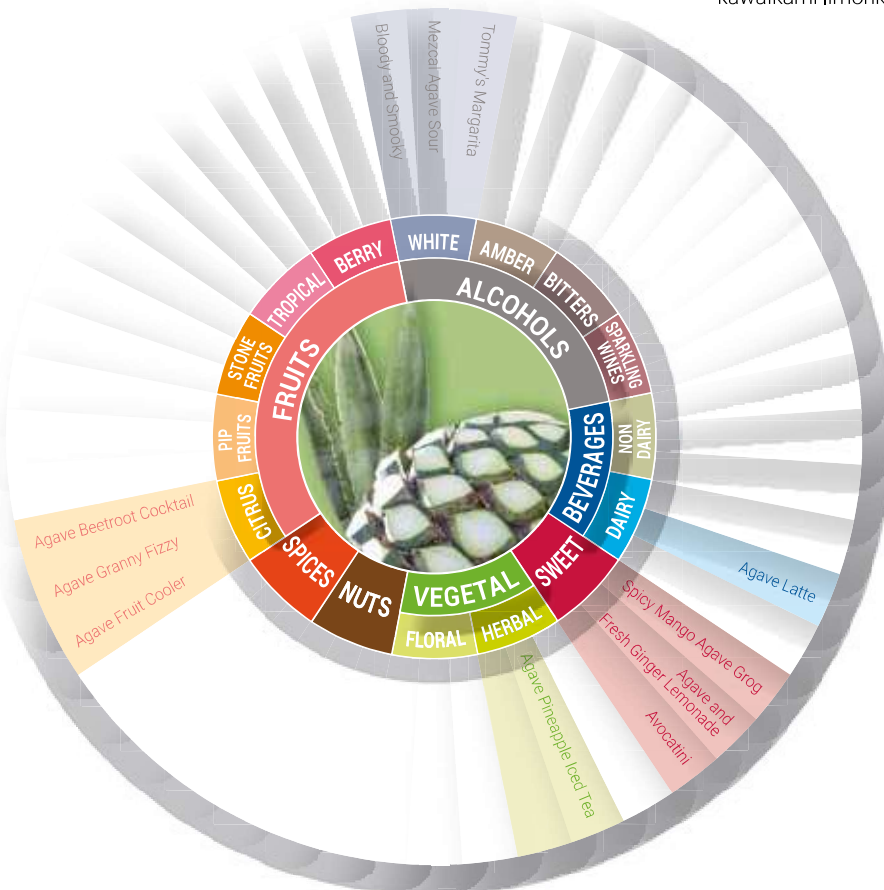 Bloody and Smooky
Mezcal Agave Sour
Tommy's Margarita
WHITE
AMBER
BITTERS
SPARKLING
WINES
NON
DAIRY
DAIRY
SWEET
HERBAL
FLORAL
VEGETAL
NUTS
SPICES
CITRUS
PIP
FRUITS
STONE
FRUITS
TROPICAL
BERRY
FRUITS
ALCOHOLS
BEVERAGES
Agave Latte
Spicy Mango Agave Grog
Agave and
Fresh Ginger Lemonade
Avocatini
Agave Pineapple Iced Tea
Agave Beetroot Cocktail
Agave Granny Fizzy
Agave Fruit Cooler